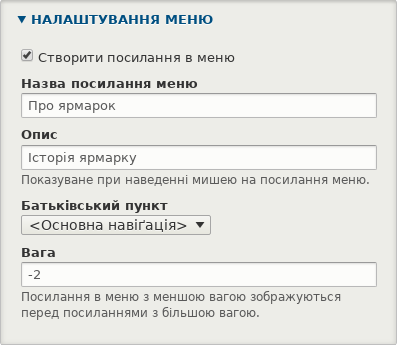 НАЛАШТУВАННЯ МЕНЮ
Створити посилання в меню
Назва посилання меню
Про ярмарок
Опис
Історія ярмарку
Показуване при наведенні мишею на посилання меню.
Батьківський пункт
<Основна навіґація>
Вага
-2
Посилання в меню з меншою вагою зображуються
перед посиланнями з більшою вагою.